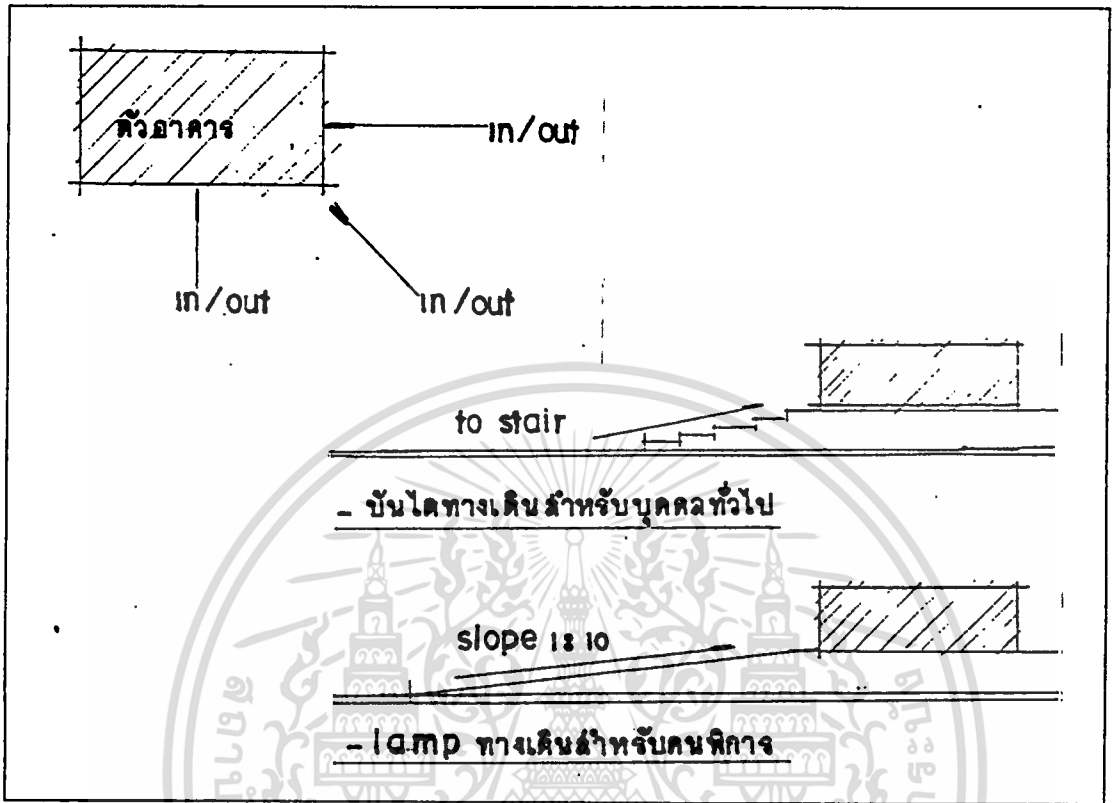 ตัวอาคาร
in/out
in/out
in/out
to stair
- บันไดทางเดินสำหรับบุคคลทั่วไป
slope 1:10
- lamp ทางเดินสำหรับคนพิการ